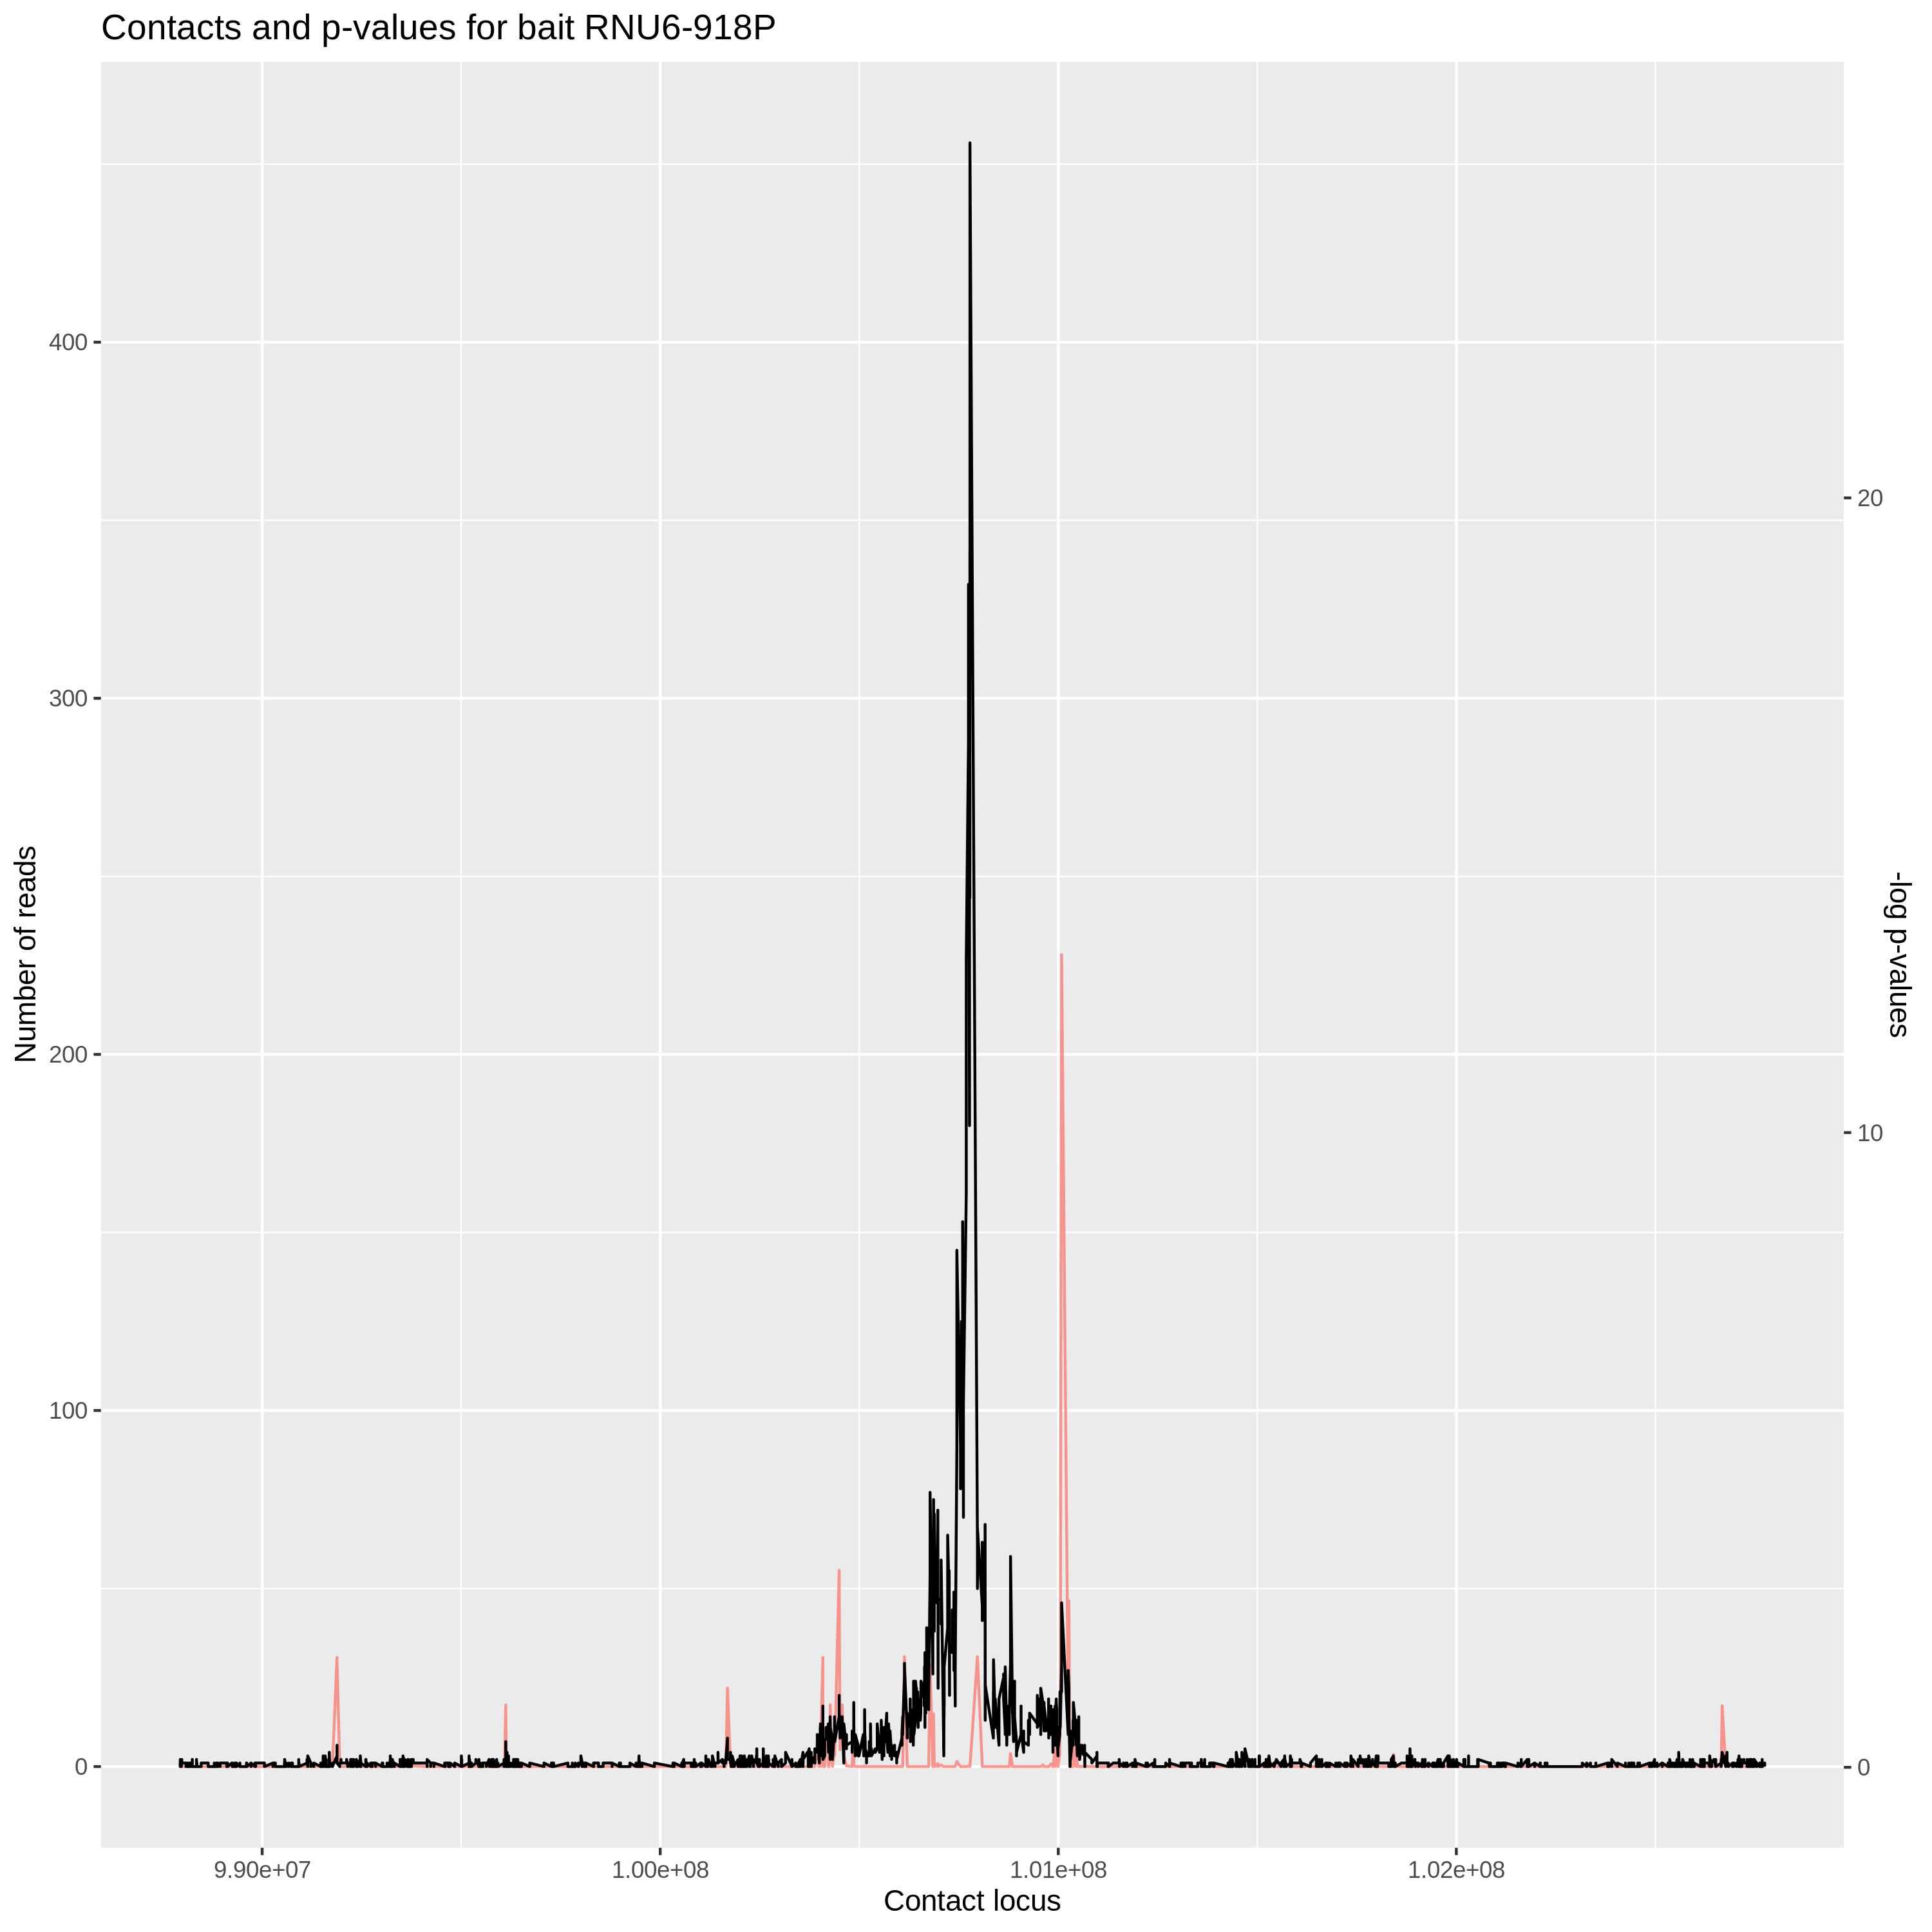 Contacts and p-values for bait RNU6-918P
Number of reads
400
300
200
100
0
20
10
0
-log p-values
9.90e+07 1.00e+08 1.01e+08 1.02e+08
Contact locus